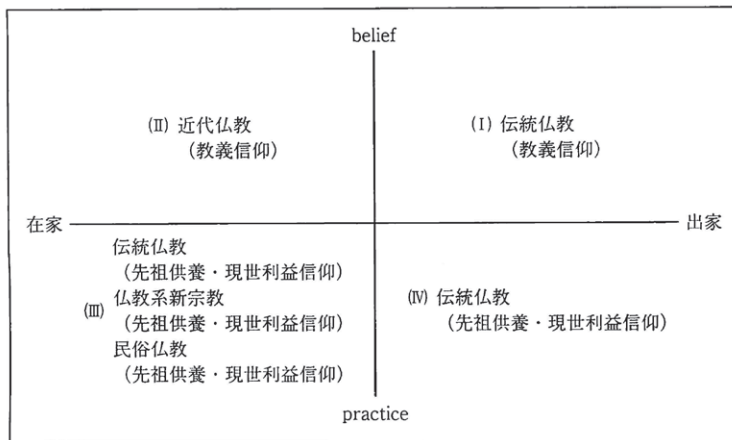 belief
(Ⅱ) 近代仏教
（教義信仰）
(Ⅰ) 伝統仏教
（教義信仰）
在家
出家
伝統仏教
（先祖供養・現世利益信仰）
(Ⅲ) 仏教系新宗教
（先祖供養・現世利益信仰）
民俗仏教
（先祖供養・現世利益信仰）
(Ⅳ) 伝統仏教
（先祖供養・現世利益信仰）
practice